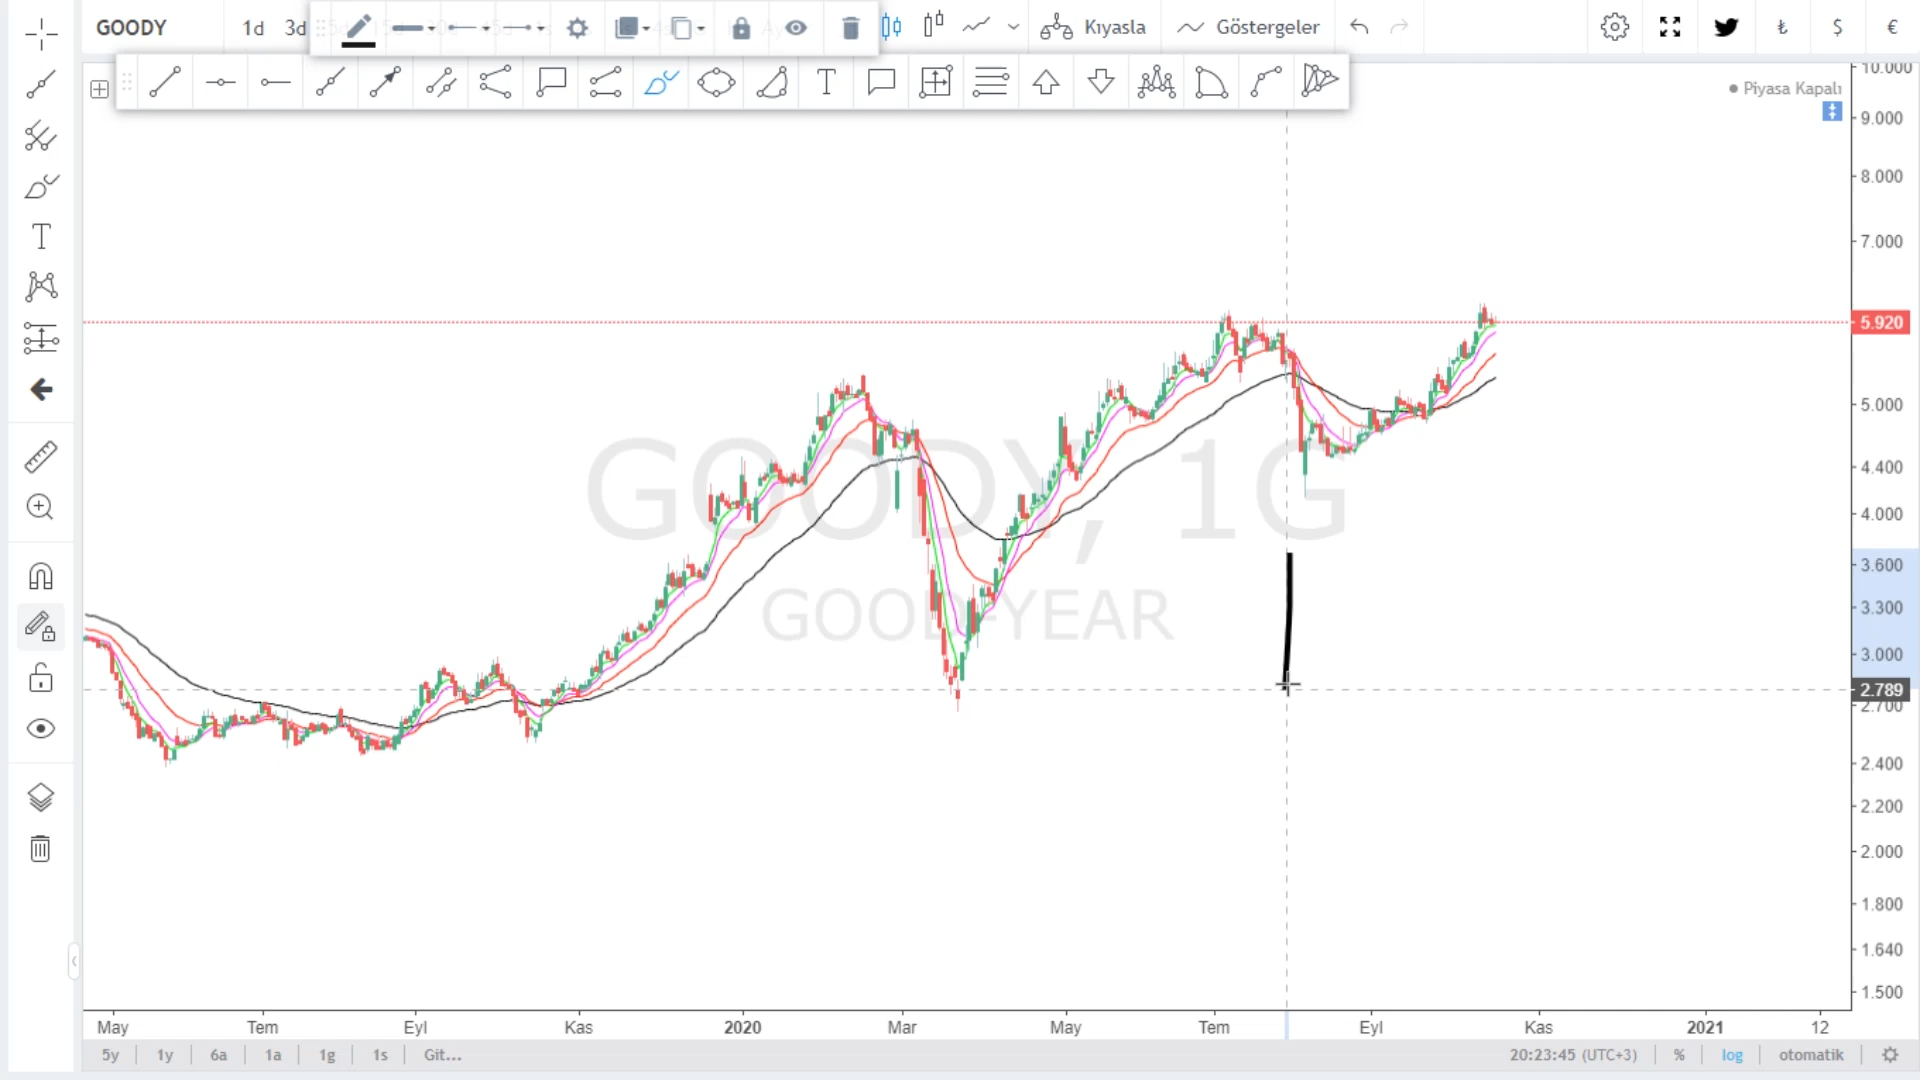 GOODY 1d 3d Kıyasla Göstergeler ₺ $ €
T
Piyasa Kapalı
T
10.000
9.000
8.000
7.000
5.920
5.000
4.400
4.000
3.600
3.300
3.000
2.789
2.700
2.400
2.200
2.000
1.800
1.640
1.500
GOODY, 1G
GOOD-YEAR
May Tem Eyl Kas 2020 Mar May Tem Eyl Kas 2021 12
5y 1y 6a 1a 1g 1s Git... 20:23:45 (UTC+3) % log otomatik